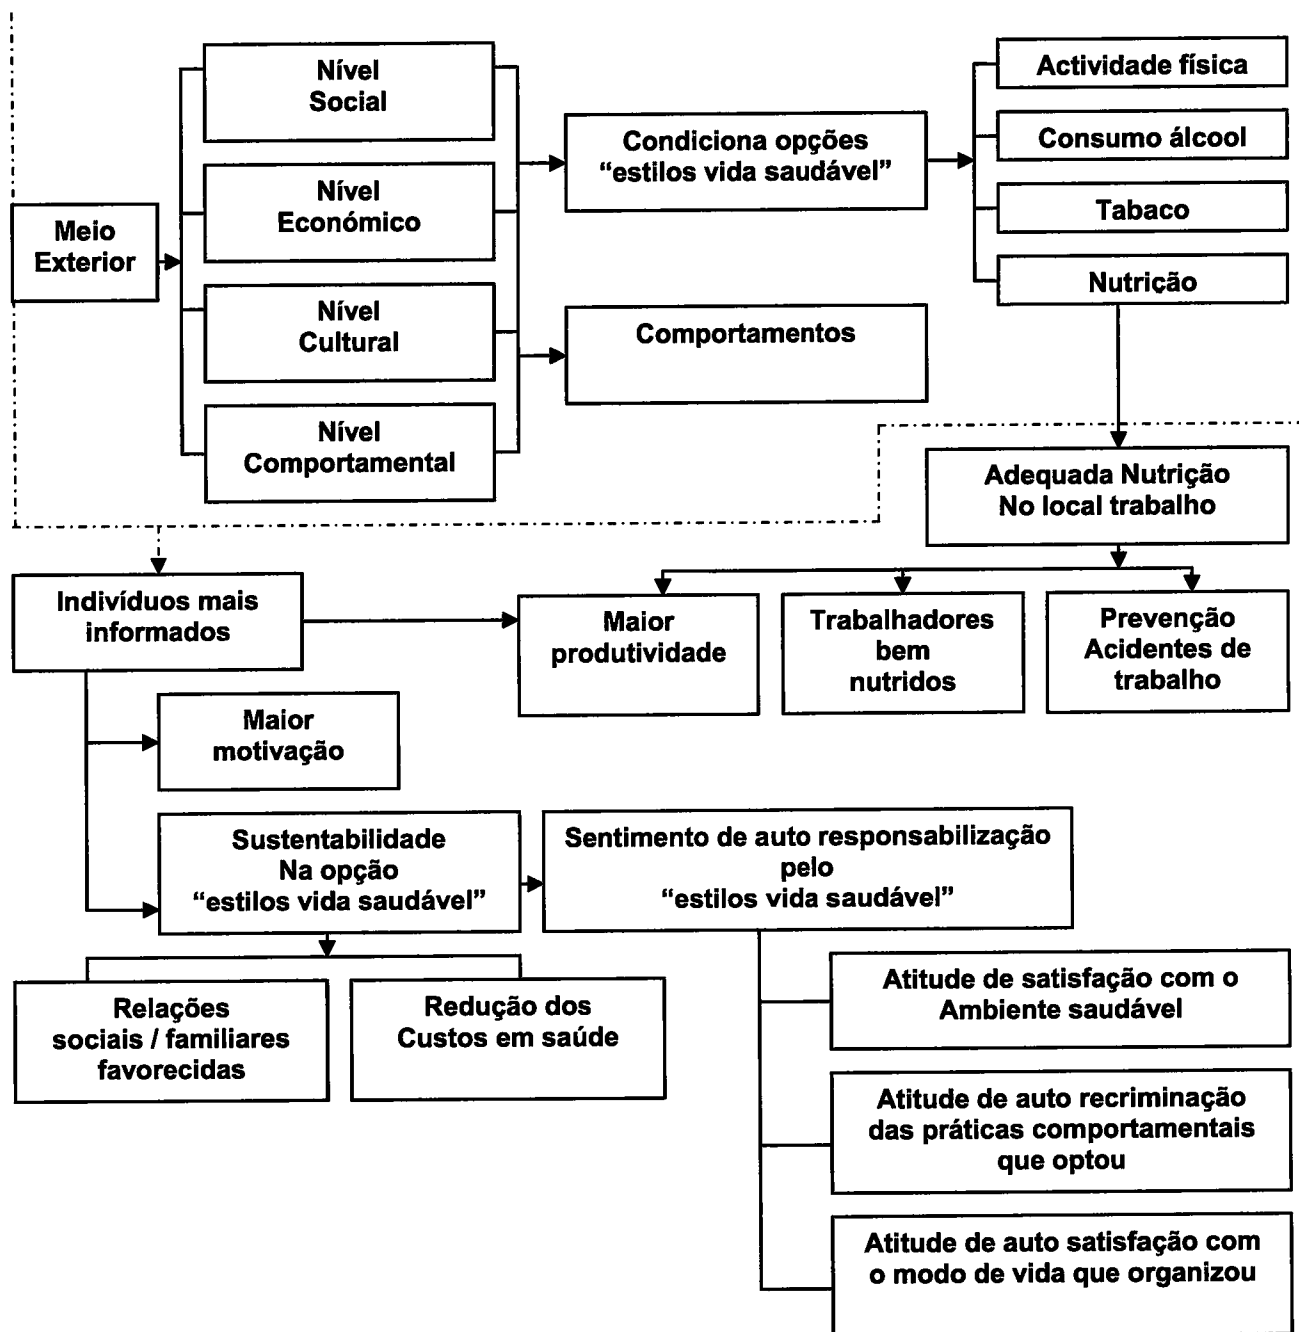 Nível
Social
Nível
Económico
Nível
Cultural
Nível
Comportamental
Meio
Exterior
Condiciona opções
“estilos vida saudável”
Comportamentos
Actividade física
Consumo álcool
Tabaco
Nutrição
Adequada Nutrição
No local trabalho
Indivíduos mais
informados
Maior
produtividade
Trabalhadores
bem
nutridos
Prevenção
Acidentes de
trabalho
Maior
motivação
Sustentabilidade
Na opção
“estilos vida saudável”
Sentimento de auto responsabilização
pelo
“estilos vida saudável”
Relações
sociais / familiares
favorecidas
Redução dos
Custos em saúde
Atitude de satisfação com o
Ambiente saudável
Atitude de auto recriminação
das práticas comportamentais
que optou
Atitude de auto satisfação com
o modo de vida que organizou